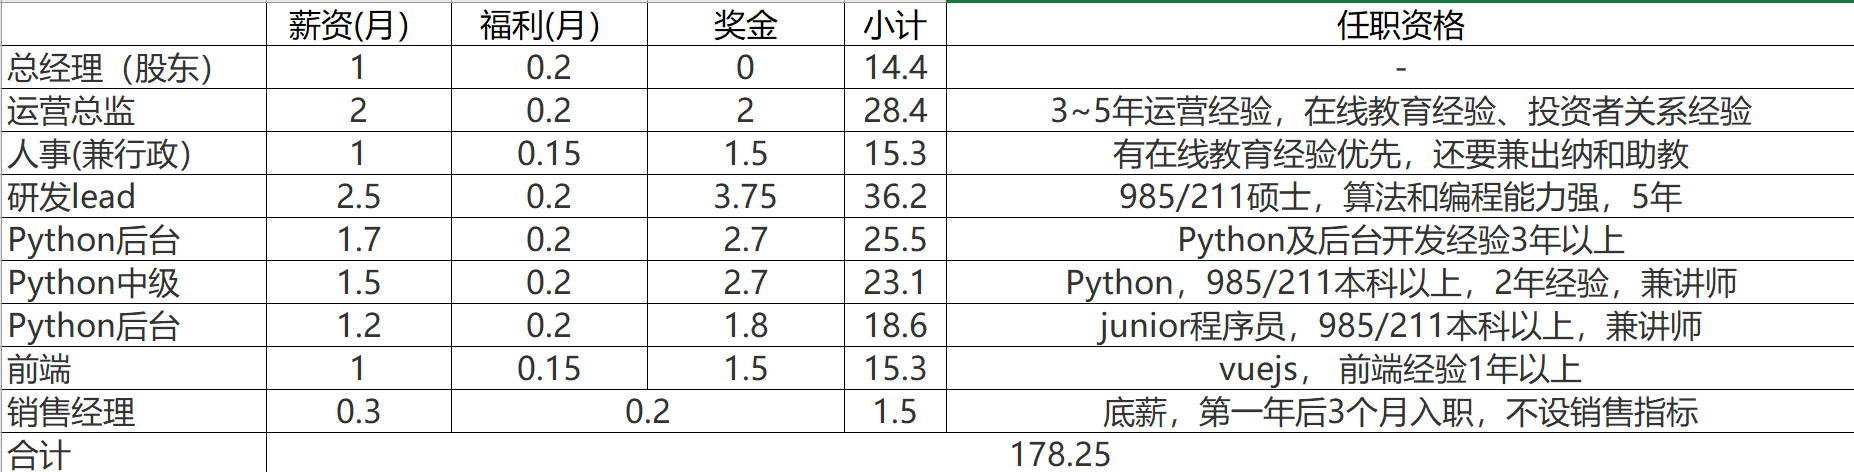 薪资(月） 福利(月） 奖金 小计 任职资格
总经理（股东） 1 0.2 0 14.4 -
运营总监 2 0.2 2 28.4 3~5年运营经验，在线教育经验、投资者关系经验
人事(兼行政） 1 0.15 1.5 15.3 有在线教育经验优先，还要兼出纳和助教
研发lead 2.5 0.2 3.75 36.2 985/211硕士，算法和编程能力强，5年
Python后台 1.7 0.2 2.7 25.5 Python及后台开发经验3年以上
Python中级 1.5 0.2 2.7 23.1 Python，985/211本科以上，2年经验，兼讲师
Python后台 1.2 0.2 1.8 18.6 junior程序员，985/211本科以上，兼讲师
前端 1 0.15 1.5 15.3 vuejs， 前端经验1年以上
销售经理 0.3 0.2 1.5 底薪，第一年后3个月入职，不设销售指标
合计 178.25